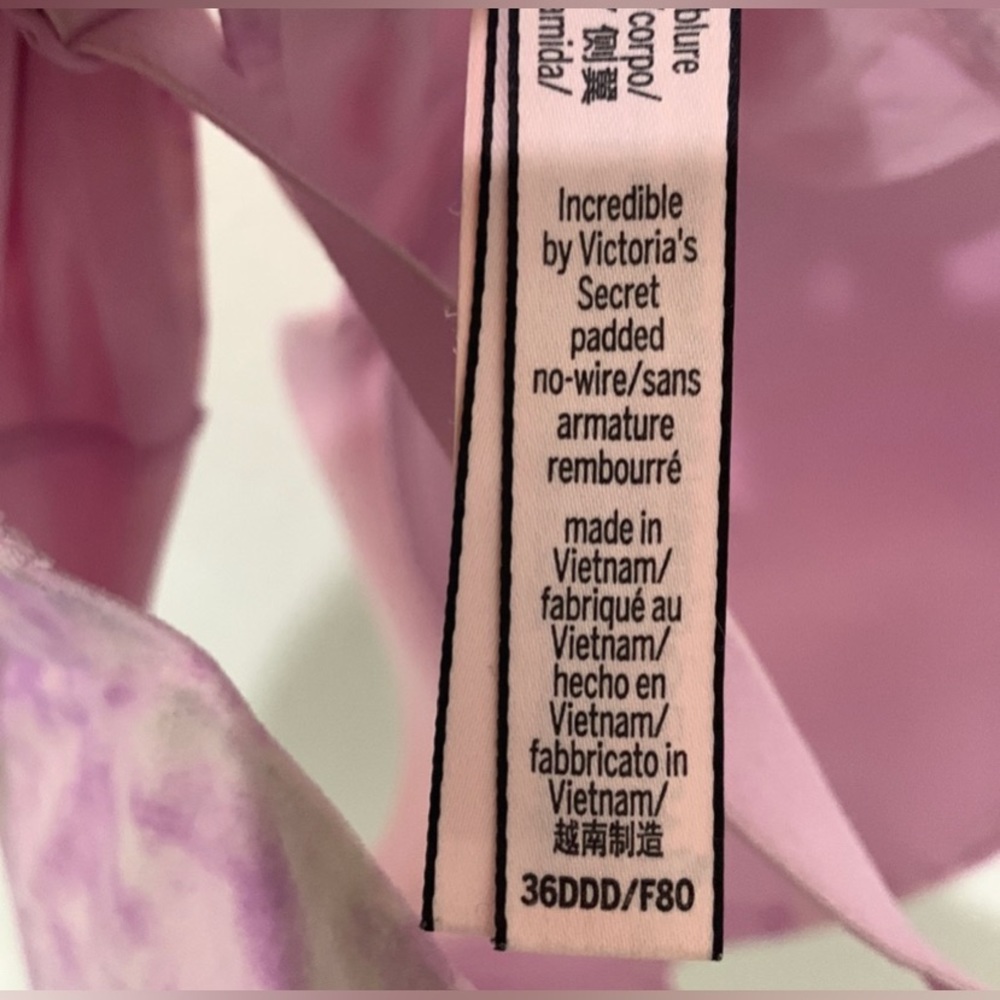 blure
corpo/
侧翼
amida/
Incredible
by Victoria's
Secret
padded
no-wire/sans
armature
rembourré
made in
Vietnam/
fabriqué au
Vietnam/
hecho en
Vietnam/
fabbricato in
Vietnam/
越南制造
36DDD/F80